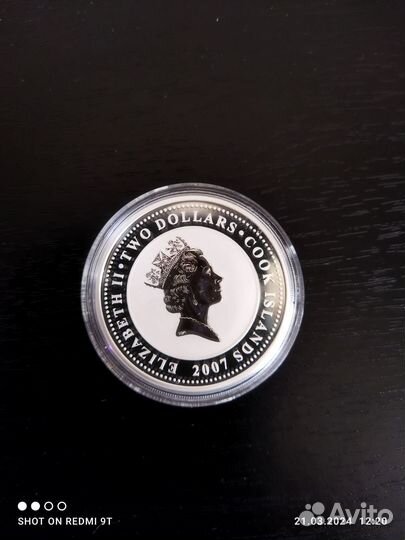 ELIZABETH II • TWO DOLLARS • COOK ISLANDS 2007
SHOT ON REDMI 9T
21.03.2024 12:20
Avito